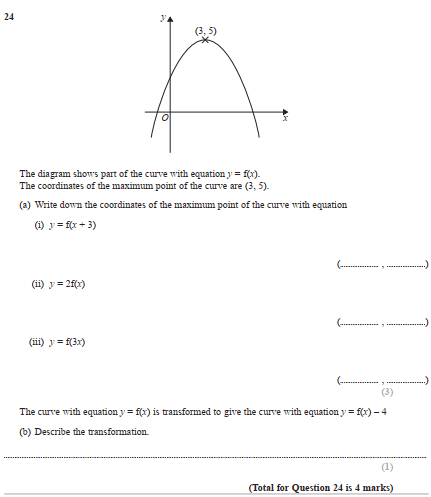 24
y
(3, 5)
O
x
The diagram shows part of the curve with equation y = f(x).
The coordinates of the maximum point of the curve are (3, 5).
(a) Write down the coordinates of the maximum point of the curve with equation
(i) y = f(x + 3)
(.............. , ..............)
(ii) y = 2f(x)
(.............. , ..............)
(iii) y = f(3x)
(.............. , ..............)
(3)
The curve with equation y = f(x) is transformed to give the curve with equation y = f(x) – 4
(b) Describe the transformation.
(1)
(Total for Question 24 is 4 marks)